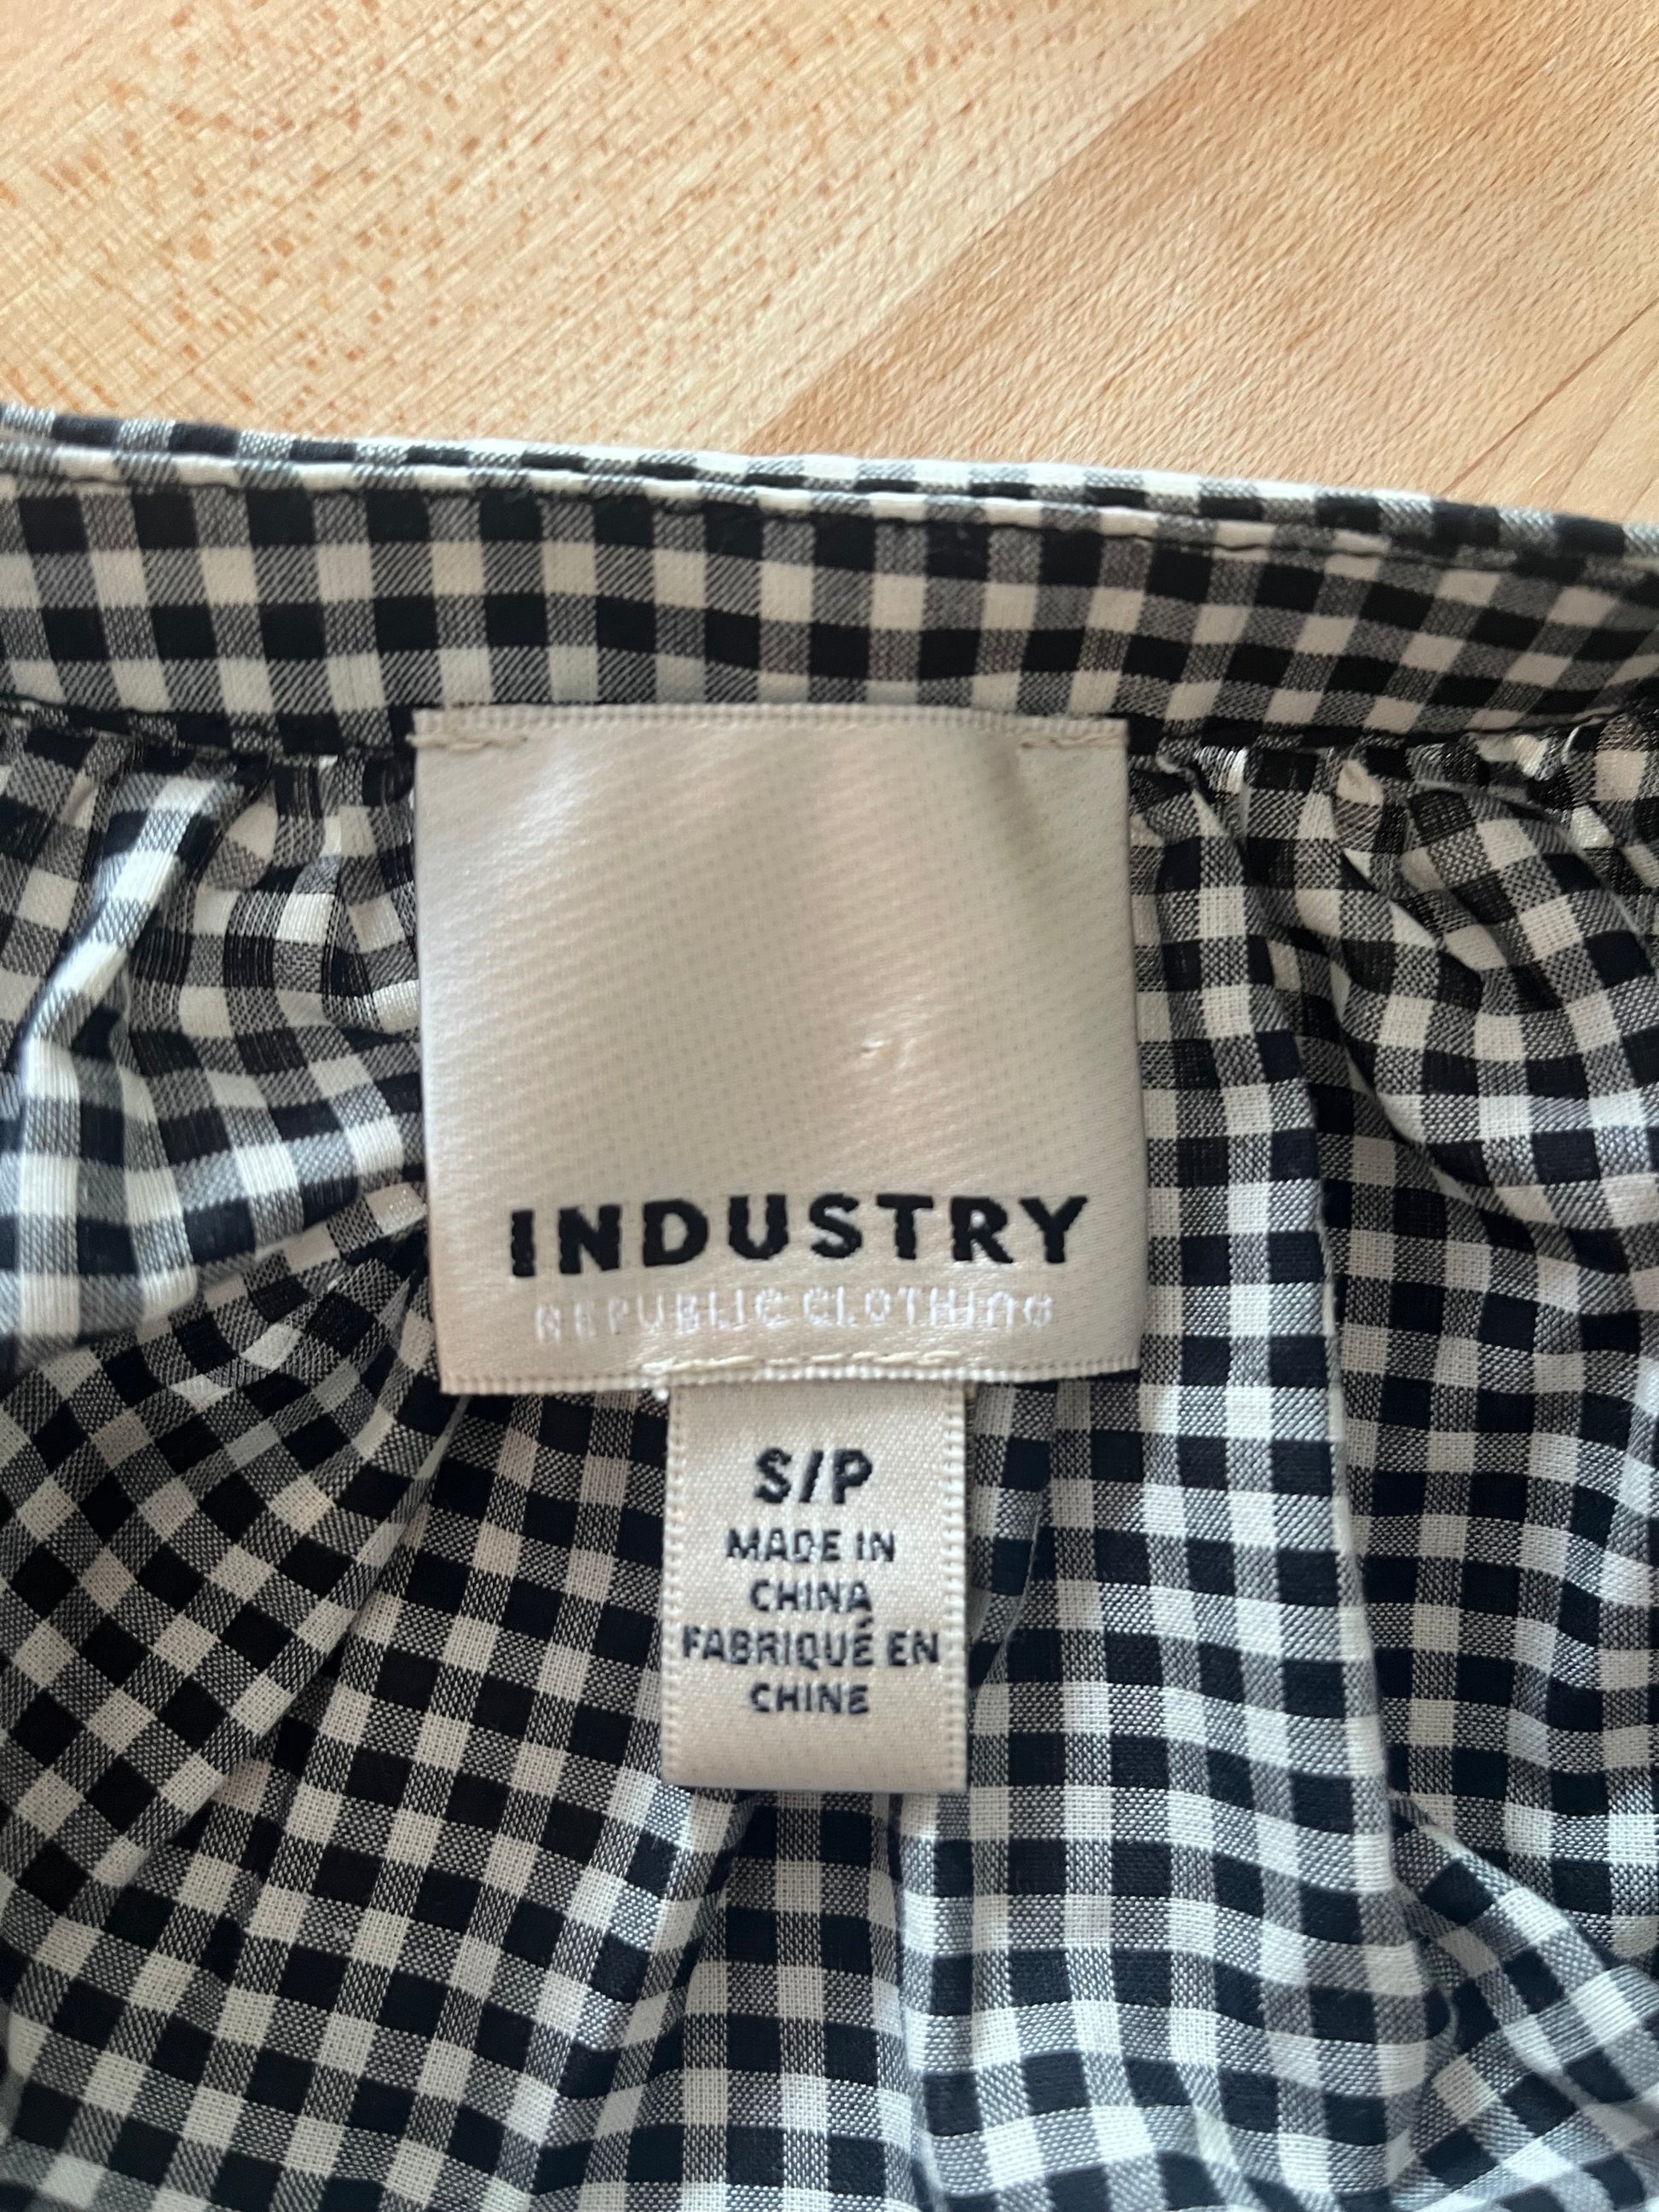 INDUSTRY
REPUBLIC CLOTHING
S/P
MADE IN
CHINA
FABRIQUÉ EN
CHINE